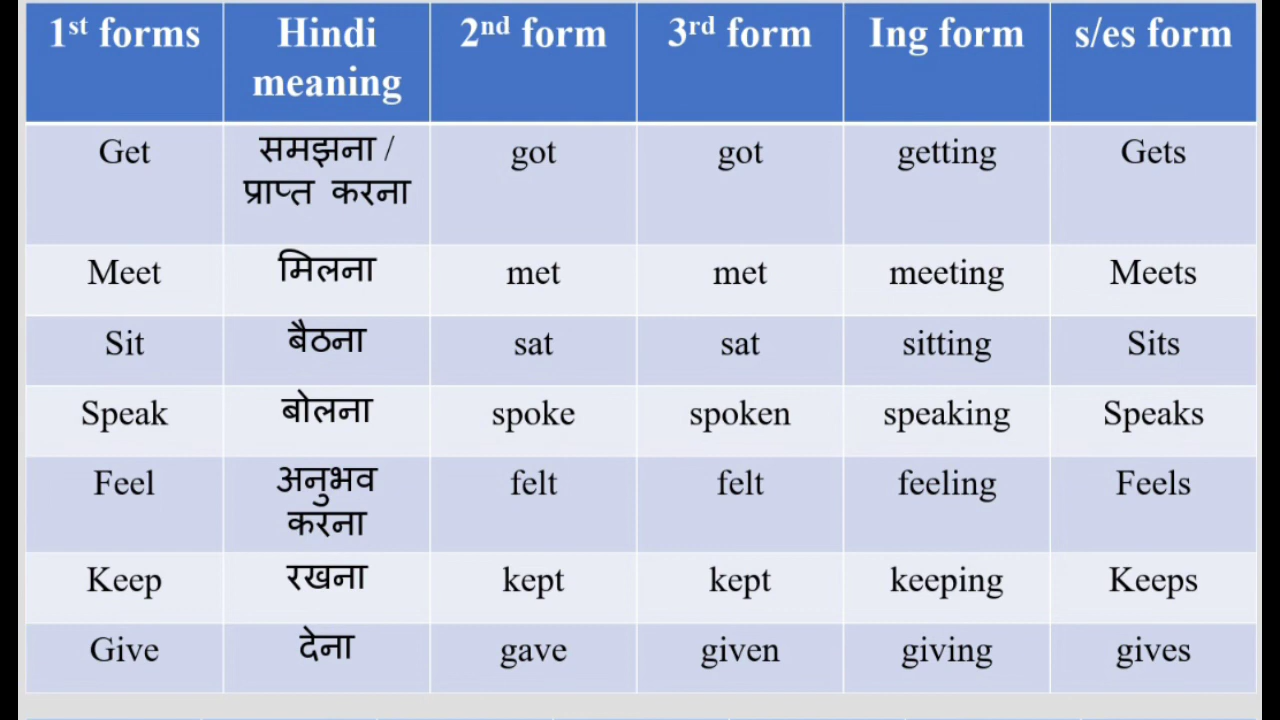 1st forms Hindi 2nd form 3rd form Ing form s/es form
meaning
Get समझना / got got getting Gets
प्राप्त करना
Meet मिलना met met meeting Meets
Sit बैठना sat sat sitting Sits
Speak बोलना spoke spoken speaking Speaks
Feel अनुभव felt felt feeling Feels
करना
Keep रखना kept kept keeping Keeps
Give देना gave given giving gives